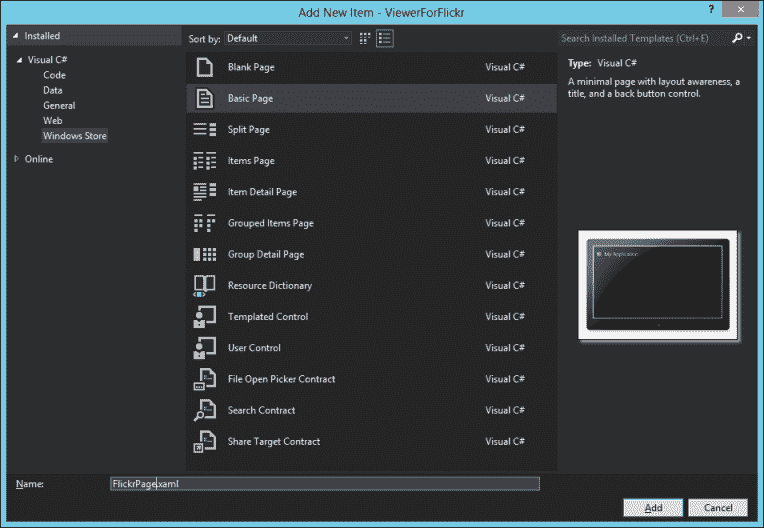 Add New Item - ViewerForFlickr
?
Installed
Sort by: Default
Search Installed Templates (Ctrl+E)
Visual C#
Code
Data
General
Web
Windows Store
Online
Blank Page Visual C#
Basic Page Visual C#
Split Page Visual C#
Items Page Visual C#
Item Detail Page Visual C#
Grouped Items Page Visual C#
Group Detail Page Visual C#
Resource Dictionary Visual C#
Templated Control Visual C#
User Control Visual C#
File Open Picker Contract Visual C#
Search Contract Visual C#
Share Target Contract Visual C#
Type: Visual C#
A minimal page with layout awareness, a
title, and a back button control.
My Application
Name: FlickrPage.xaml
Add Cancel